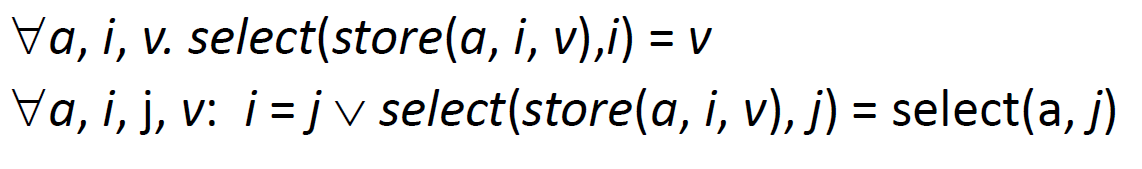 ∀a, i, v. select(store(a, i, v),i) = v
∀a, i, j, v: i = j ∨ select(store(a, i, v), j) = select(a, j)